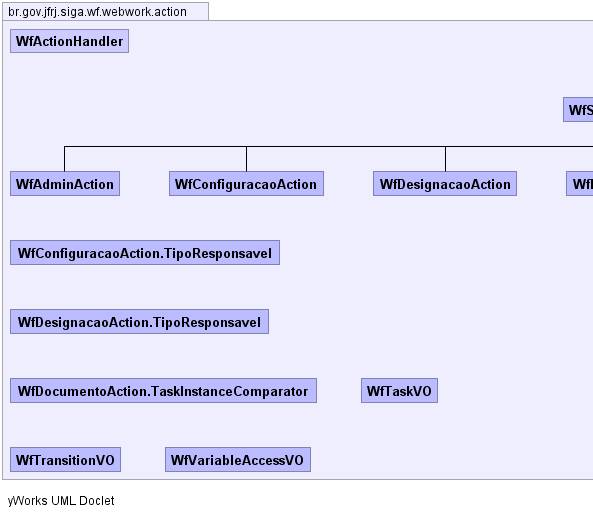 br.gov.jfrj.siga.wf.webwork.action
WfActionHandler
WfS
WfAdminAction WfConfiguracaoAction WfDesignacaoAction
WfConfiguracaoAction.TipoResponsavel
WfDesignacaoAction.TipoResponsavel
WfDocumentoAction.TaskInstanceComparator WfTaskVO
WfTransitionVO WfVariableAccessVO
yWorks UML Doclet